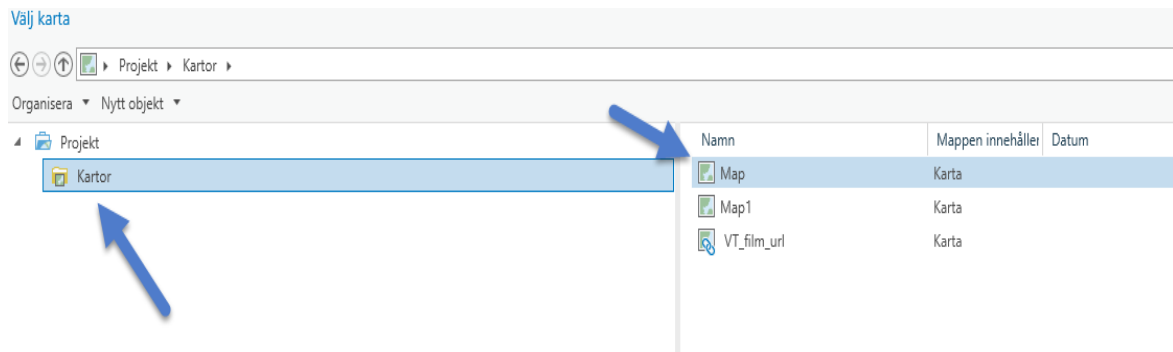 Välj karta
Projekt Kartor
Organisera Nytt objekt
Projekt
Kartor
Namn Mappen innehåller Datum
Map Karta
Map1 Karta
VT_film_url Karta